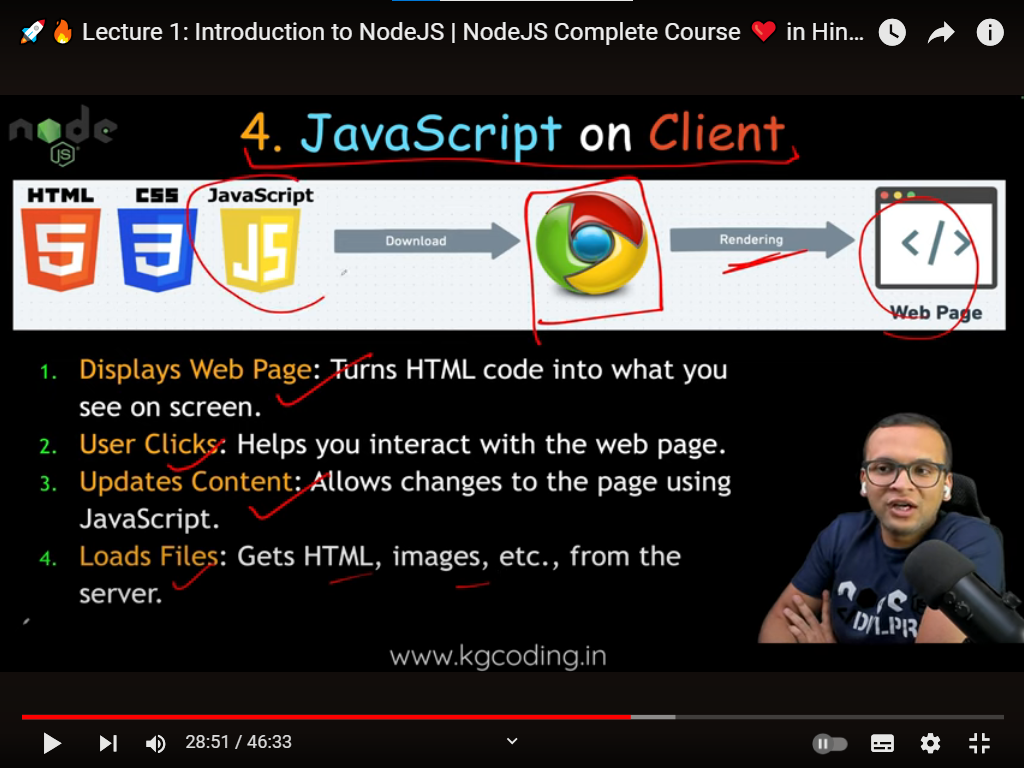 🚀🔥 Lecture 1: Introduction to NodeJS | NodeJS Complete Course ❤️ in Hin...
node
JS
4. JavaScript on Client
HTML
CSS
JavaScript
5
3
JS
Download
Rendering
</>
Web Page
1. Displays Web Page: Turns HTML code into what you
see on screen.
2. User Clicks: Helps you interact with the web page.
3. Updates Content: Allows changes to the page using
JavaScript.
4. Loads Files: Gets HTML, images, etc., from the
server.
www.kgcoding.in
28:51 / 46:33